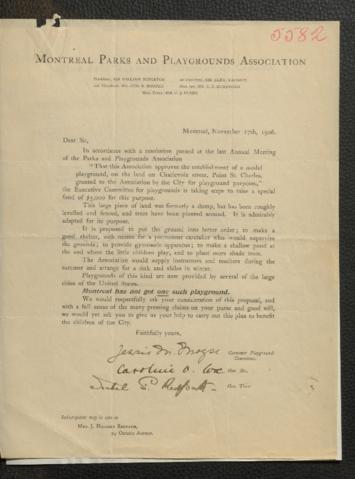 5582
MONTREAL PARKS AND PLAYGROUNDS ASSOCIATION
Montreal, November 17th, 1906.
Dear Sir,
In accordance with a resolution passed at the last Annual Meeting
of the Parks and Playgrounds Association
"That this Association approves the establishment of a model
playground, on the land on Charlevoix street, Point St. Charles,
granted to the Association by the City for playground purposes,"
the Executive Committee for playgrounds is taking steps to raise a special
fund of $5,000 for this purpose.
This large piece of land was formerly a dump, but has been roughly
levelled and fenced, and trees have been planted around. It is admirably
adapted for its purpose.
It is proposed to put the ground into better order; to make a
good shelter, with rooms for a permanent caretaker who would supervise
the grounds; to provide gymnastic apparatus; to make a shallow pond at
the end where the little children play, and to plant more shade trees.
The Association would supply instructors and teachers during the
summer and arrange for a rink and slides in winter.
Playgrounds of this kind are now provided by several of the large
cities of the United States.
Montreal has not got one such playground.
We would respectfully ask your consideration of this proposal, and
with a full sense of the many pressing claims on your purse and good will,
we would yet ask you to give us your help to carry out this plan to benefit
the children of the City.
Faithfully yours,
Convener Playground
Committee.
Caroline O. Cox Hon. Sec.
Hon. Treas.
Subscriptions may be sent to
MRS. J.
Ontario Avenue.